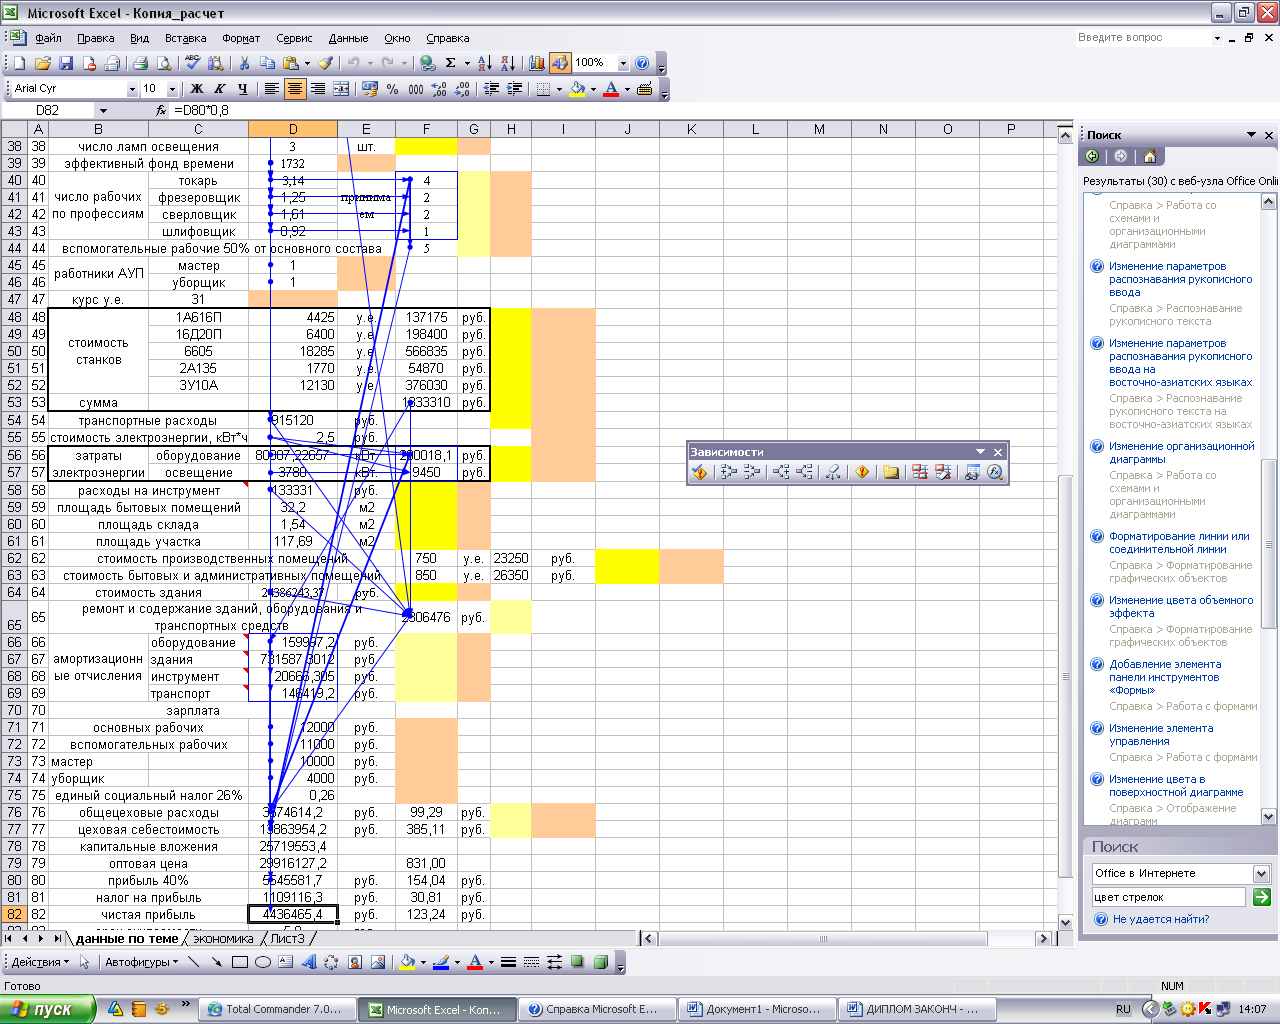 Microsoft Excel - Копия_расчет
Файл Правка Вид Вставка Формат Сервис Данные Окно Справка
Введите вопрос
100%
Arial Cyr 10 Ж К Ч % 000
D82 fx =D80*0,8
A B C D E F G H I J K L M N O P
38 38 число ламп освещения 3 шт.
39 39 эффективный фонд времени 1732
40 40 токарь 3,14 4
41 41 число рабочих фрезеровщик 1,25 принима 2
42 42 по профессиям сверловщик 1,61 ем 2
43 43 шлифовщик 0,92 1
44 44 вспомогательные рабочие 50% от основного состава 5
45 45 работники АУП мастер 1
46 46 уборщик 1
47 47 курс у.е. 31
48 48 1А616П 4425 у.е. 137175 руб.
49 49 стоимость 16Д20П 6400 у.е. 198400 руб.
50 50 станков 6605 18285 у.е. 566835 руб.
51 51 2А135 1770 у.е. 54870 руб.
52 52 3У10А 12130 у.е. 376030 руб.
53 53 сумма 1333310 руб.
54 54 транспортные расходы 915120 руб.
55 55 стоимость электроэнергии, кВт*ч 2,5 руб.
56 56 затраты оборудование кВт руб.
57 57 электроэнергии освещение 3780 кВт 9450 руб.
58 58 расходы на инструмент 133331 руб.
59 59 площадь бытовых помещений 32,2 м2
60 60 площадь склада 1,54 м2
61 61 площадь участка 117,69 м2
62 62 стоимость производственных помещений 750 у.е. 23250 руб.
63 63 стоимость бытовых и административных помещений 850 у.е. 26350 руб.
64 64 стоимость здания руб.
65 65 ремонт и содержание зданий, оборудования и транспортных средств руб.
66 66 оборудование руб.
67 67 амортизационн здания руб.
68 68 ые отчисления инструмент руб.
69 69 транспорт 146419,2 руб.
70 70 зарплата
71 71 основных рабочих 12000 руб.
72 72 вспомогательных рабочих 11000 руб.
73 73 мастер 10000 руб.
74 74 уборщик 4000 руб.
75 75 единый социальный налог 26% 0,26
76 76 общецеховые расходы руб. 99,29 руб.
77 77 цеховая себестоимость руб. 385,11 руб.
78 78 капитальные вложения 25719553,4
79 79 оптовая цена 29916127,2 831,00
80 80 прибыль 40% 5545581,7 руб. 154,04 руб.
81 81 налог на прибыль 1109116,3 руб. 30,81 руб.
82 82 чистая прибыль 4436465,4 руб. 123,24 руб.
Зависимости
данные по теме экономика Лист3
Действия Автофигуры
Готово
NUM
Поиск
Результаты (30) с веб-узла Office Onli
Справка > Работа со
схемами и
организационными
диаграммами
Изменение параметров
распознавания рукописного
ввода
Справка > Распознавание
рукописного текста
Изменение параметров
распознавания рукописного
ввода на
восточно-азиатских языках
Справка > Распознавание
рукописного текста на
восточно-азиатских языках
Изменение организационной
диаграммы
Справка > Работа со
схемами и
организационными
диаграммами
Форматирование линии или
соединительной линии
Справка > Форматирование
графических объектов
Изменение цвета объемного
эффекта
Справка > Форматирование
графических объектов
Добавление элемента
панели инструментов
«Формы»
Справка > Работа с формами
Изменение элемента
управления
Справка > Работа с формами
Изменение цвета в
поверхностной диаграмме
Справка > Отображение
диаграмм
Поиск
Office в Интернете
цвет стрелок
Не удается найти?
пуск
Total Commander 7.0...
Microsoft Excel - Коп...
Справка Microsoft E...
Документ1 - Microso...
ДИПЛОМ ЗАКОНЧ - ...
RU 14:07